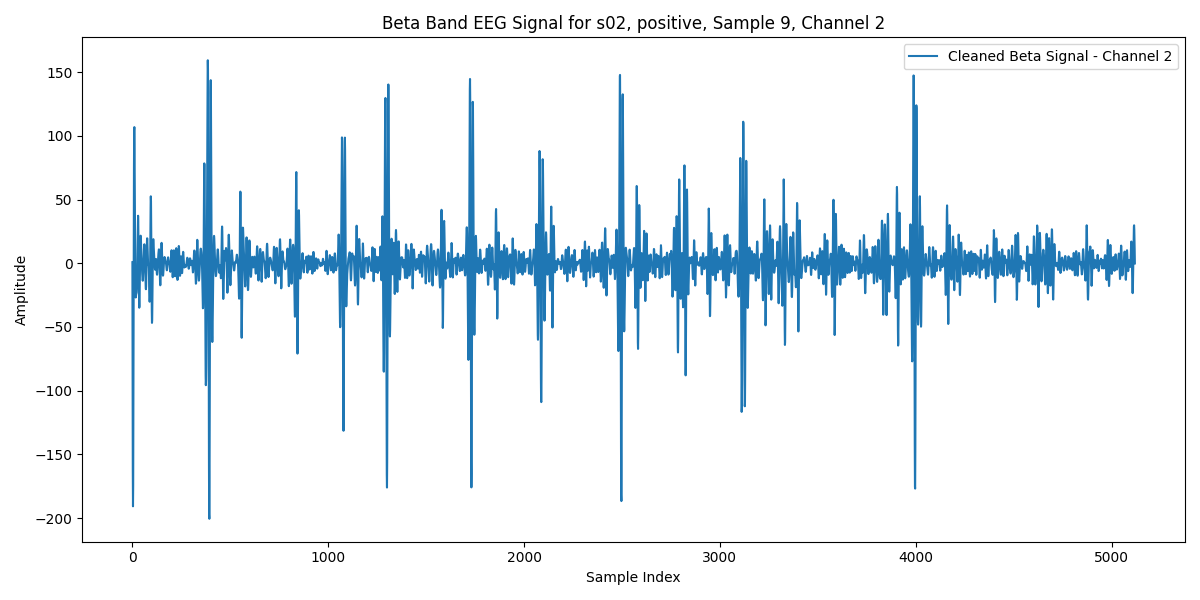 Beta Band EEG Signal for s02, positive, Sample 9, Channel 2
Cleaned Beta Signal - Channel 2
Amplitude
150
100
50
0
−50
−100
−150
−200
0 1000 2000 3000 4000 5000
Sample Index